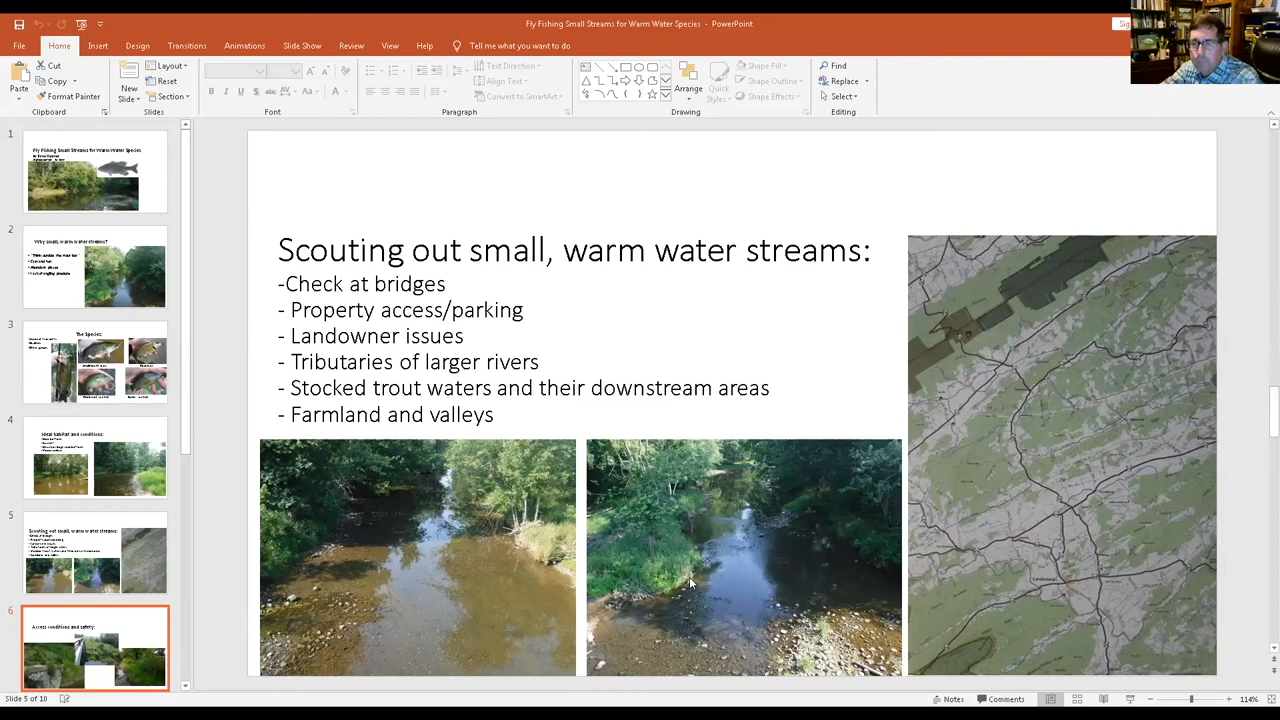 Fly Fishing Small Streams for Warm Water Species - PowerPoint
File Home Insert Design Transitions Animations Slide Show Review View Help Tell me what you want to do
Paste
Cut
Copy
Format Painter
Clipboard
New
Slide
Layout
Reset
Section
Slides
Font
Text Direction
Align Text
Convert to SmartArt
Paragraph
Arrange
Quick
Styles
Shape Fill
Shape Outline
Shape Effects
Drawing
Find
Replace
Select
Editing
1
Fly Fishing Small Streams for Warm Water Species
2
Why small, warm water streams?
3
The Species:
4
Ideal habitat and conditions:
5
Scouting out small, warm water streams:
6
Access conditions and safety:
Scouting out small, warm water streams:
-Check at bridges
- Property access/parking
- Landowner issues
- Tributaries of larger rivers
- Stocked trout waters and their downstream areas
- Farmland and valleys
Slide 5 of 10
Notes Comments 114%